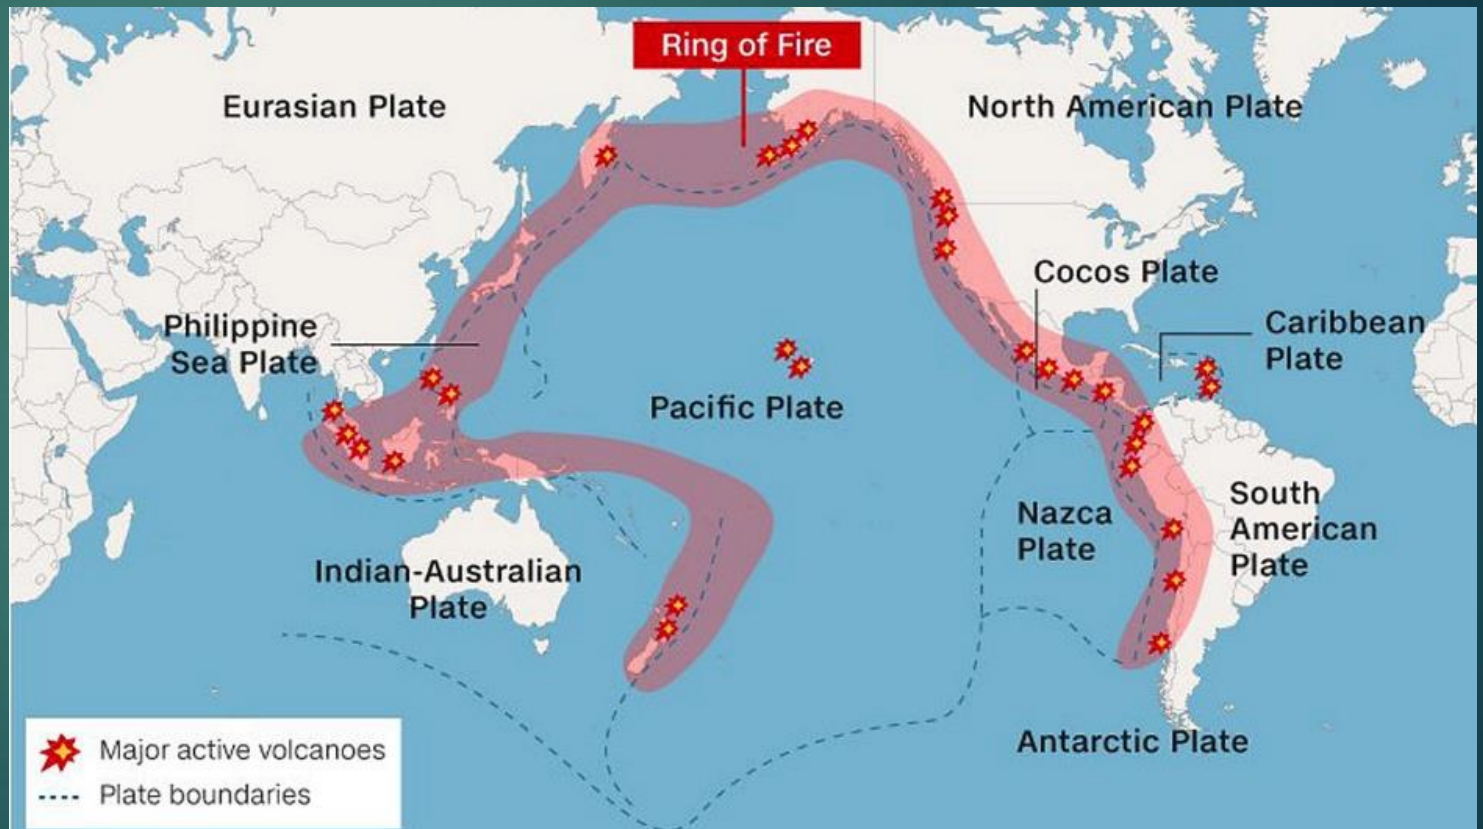 Ring of Fire
Eurasian Plate
North American Plate
Cocos Plate
Philippine
Sea Plate
Caribbean
Plate
Pacific Plate
Nazca
Plate
South
American
Plate
Indian-Australian
Plate
Antarctic Plate
Major active volcanoes
Plate boundaries